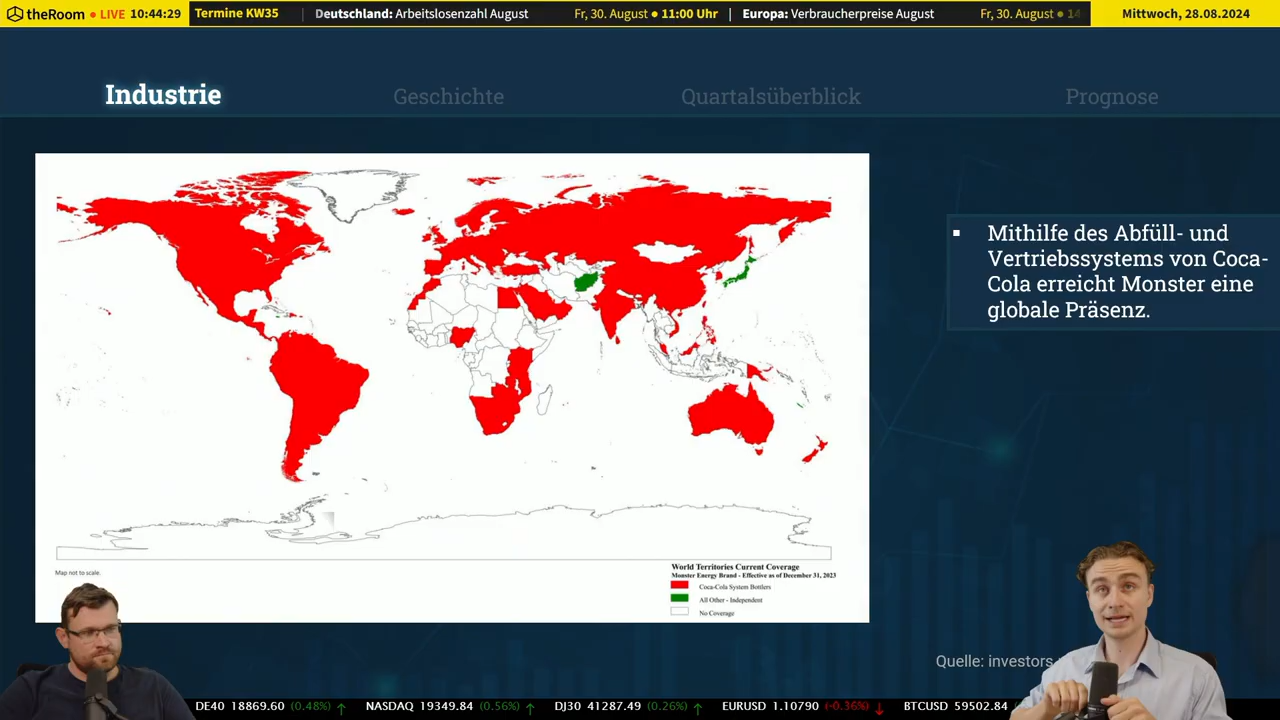 theRoom • LIVE 10:44:29 Termine KW35 | Deutschland: Arbeitslosenzahl August Fr, 30. August • 11:00 Uhr | Europa: Verbraucherpreise August Fr, 30. August • Mittwoch, 28.08.2024
Industrie Geschichte Quartalsüberblick Prognose
▪ Mithilfe des Abfüll- und
Vertriebssystems von Coca-
Cola erreicht Monster eine
globale Präsenz.
World Territories Current Coverage
Monster Energy Brand - Effective as of December 31, 2023
Map not to scale.
Coca-Cola System Bottlers
All Other - Independent
No Coverage
Quelle: investors
DE40 18869.60 (0.48%) ↑ NASDAQ 19349.84 (0.56%) ↑ DJ30 41287.49 (0.26%) ↑ EURUSD 1.10790 (-0.36%) ↓ BTCUSD 59502.84